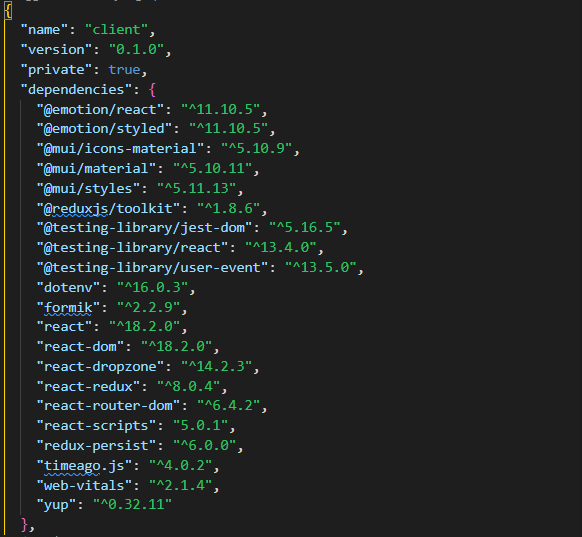 {
"name": "client",
"version": "0.1.0",
"private": true,
"dependencies": {
"@emotion/react": "^11.10.5",
"@emotion/styled": "^11.10.5",
"@mui/icons-material": "^5.10.9",
"@mui/material": "^5.10.11",
"@mui/styles": "^5.11.13",
"@reduxjs/toolkit": "^1.8.6",
"@testing-library/jest-dom": "^5.16.5",
"@testing-library/react": "^13.4.0",
"@testing-library/user-event": "^13.5.0",
"dotenv": "^16.0.3",
"formik": "^2.2.9",
"react": "^18.2.0",
"react-dom": "^18.2.0",
"react-dropzone": "^14.2.3",
"react-redux": "^8.0.4",
"react-router-dom": "^6.4.2",
"react-scripts": "5.0.1",
"redux-persist": "^6.0.0",
"timeago.js": "^4.0.2",
"web-vitals": "^2.1.4",
"yup": "^0.32.11"
},